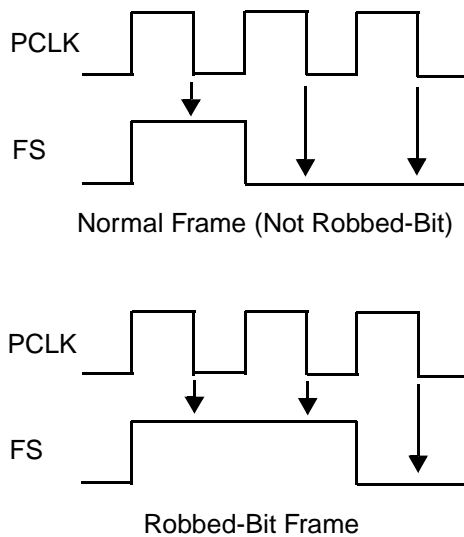 PCLK
FS
Normal Frame (Not Robbed-Bit)
PCLK
FS
Robbed-Bit Frame